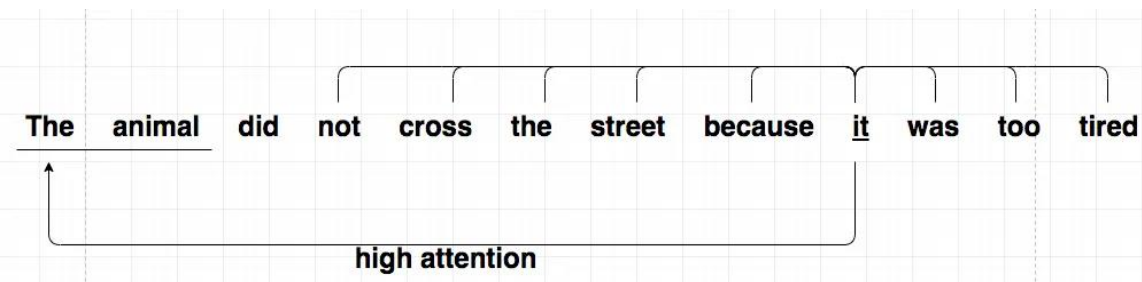 The animal did not cross the street because it was too tired
high attention